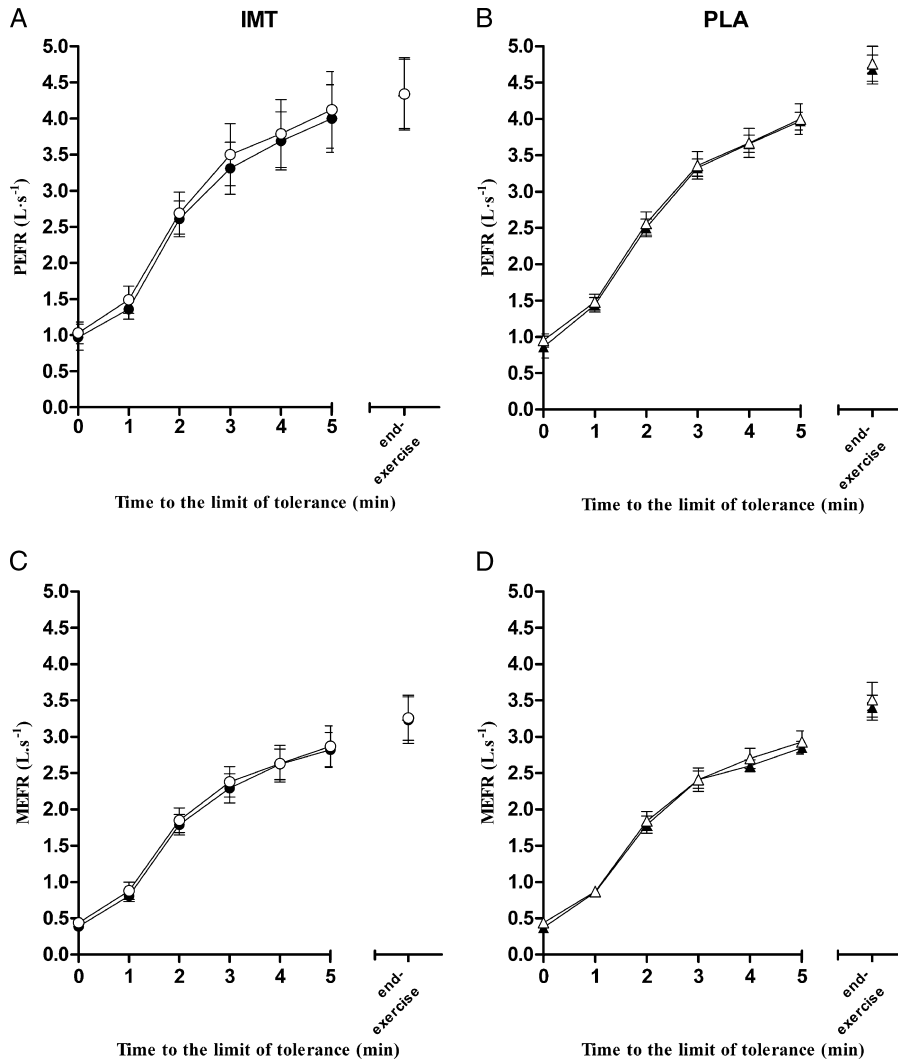 A
IMT
PEFR (L·s⁻¹)
5.0
4.5
4.0
3.5
3.0
2.5
2.0
1.5
1.0
0.5
0.0
0 1 2 3 4 5
end-
exercise
Time to the limit of tolerance (min)
B
PLA
PEFR (L·s⁻¹)
5.0
4.5
4.0
3.5
3.0
2.5
2.0
1.5
1.0
0.5
0.0
0 1 2 3 4 5
end-
exercise
Time to the limit of tolerance (min)
C
MEFR (L.s⁻¹)
5.0
4.5
4.0
3.5
3.0
2.5
2.0
1.5
1.0
0.5
0.0
0 1 2 3 4 5
end-
exercise
Time to the limit of tolerance (min)
D
MEFR (L.s⁻¹)
5.0
4.5
4.0
3.5
3.0
2.5
2.0
1.5
1.0
0.5
0.0
0 1 2 3 4 5
end-
exercise
Time to the limit of tolerance (min)